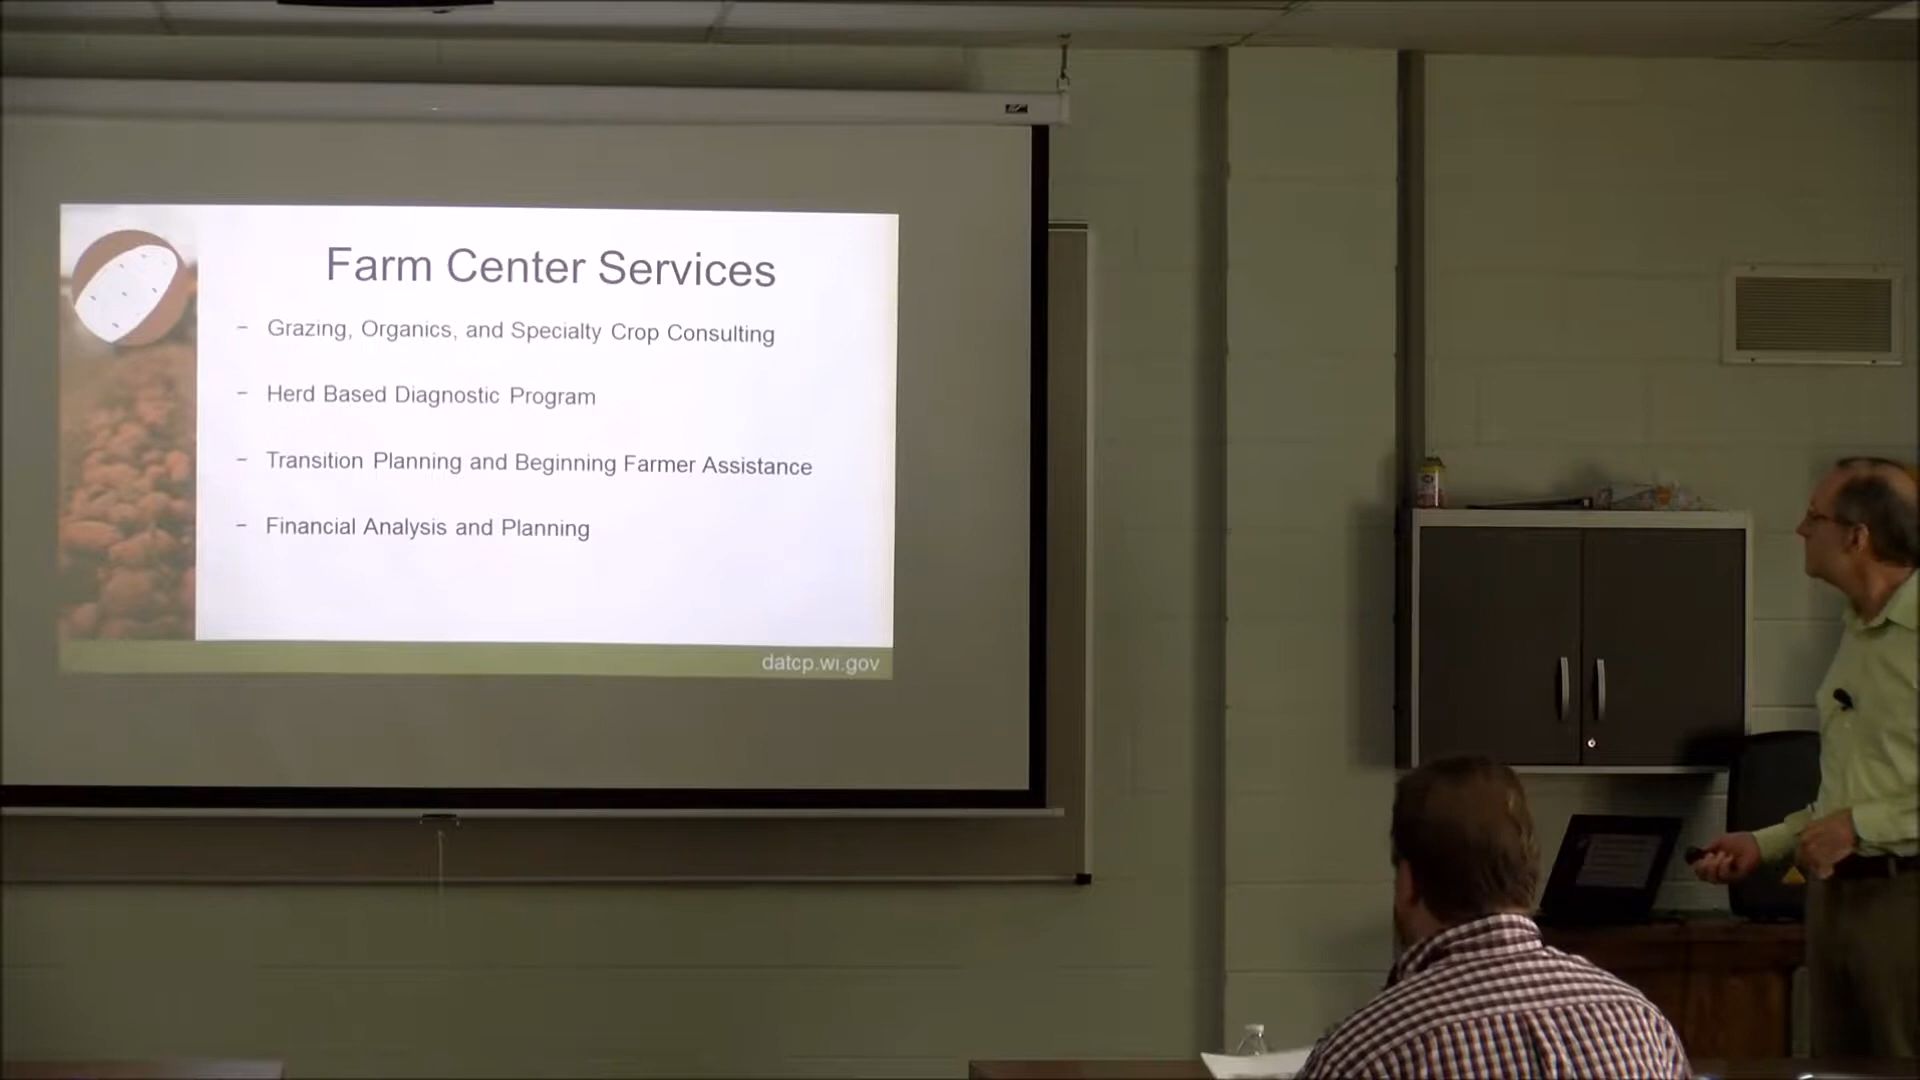 Farm Center Services
– Grazing, Organics, and Specialty Crop Consulting
– Herd Based Diagnostic Program
– Transition Planning and Beginning Farmer Assistance
– Financial Analysis and Planning
datcp.wi.gov